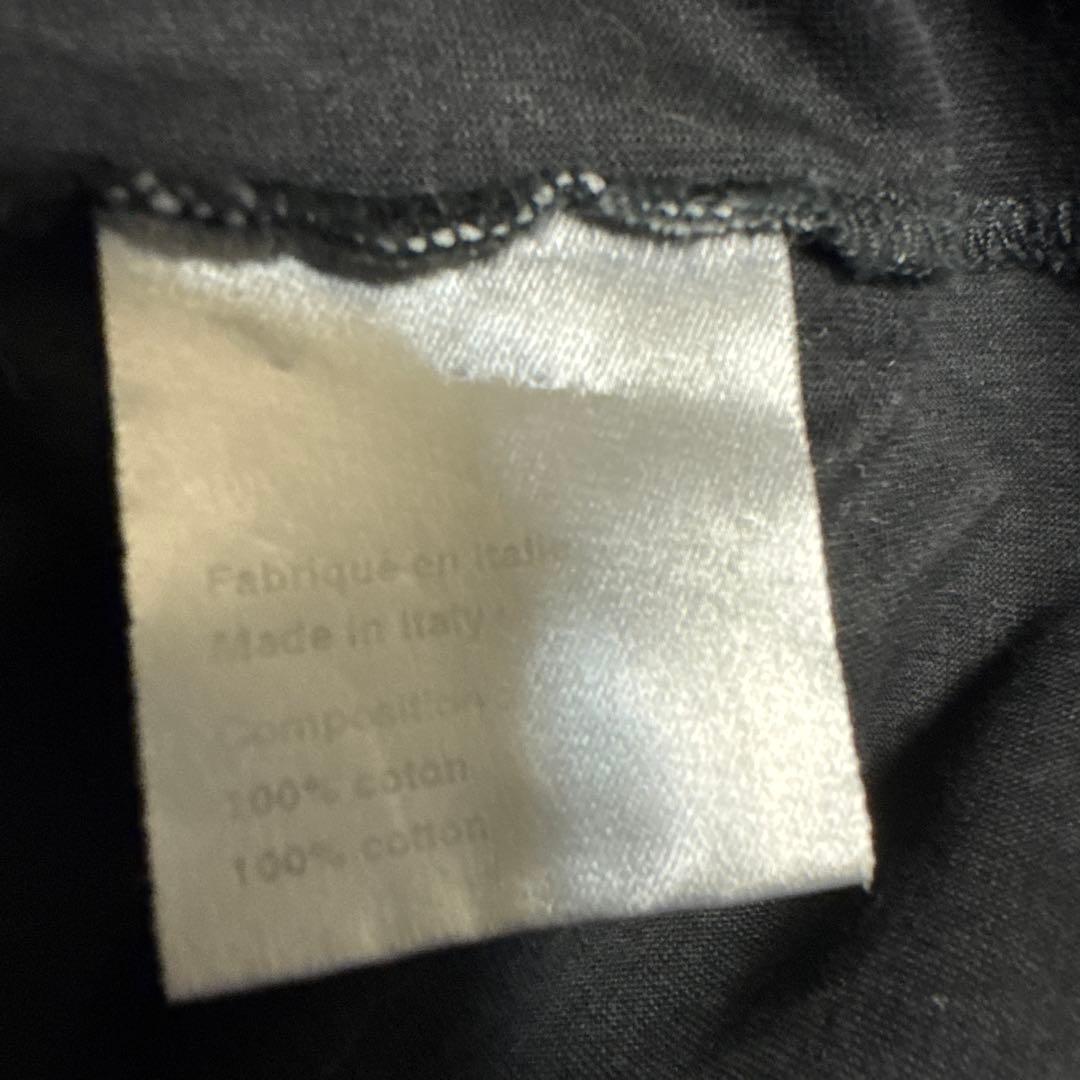 Fabriqué en Italie
Made in Italy
Composition
100% coton
100% cotton